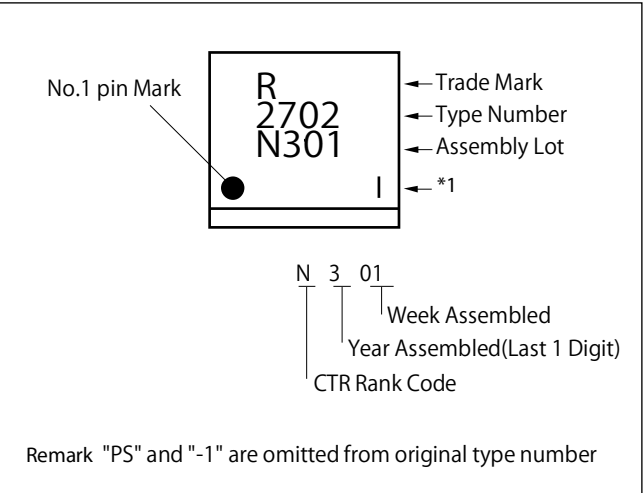 No.1 pin Mark
R
2702
N301
I
Trade Mark
Type Number
Assembly Lot
*1
N 3 01
Week Assembled
Year Assembled(Last 1 Digit)
CTR Rank Code
Remark "PS" and "-1" are omitted from original type number